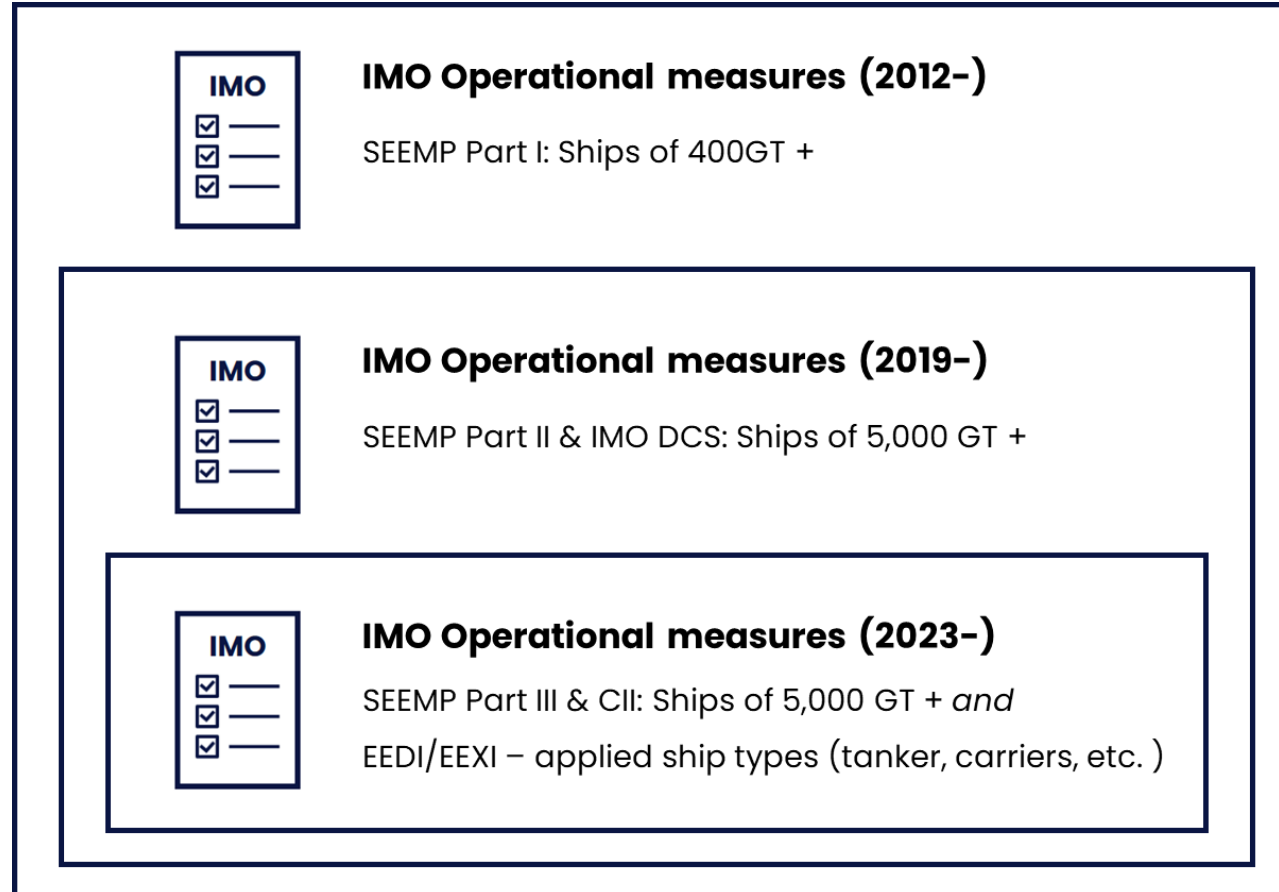 IMO
IMO Operational measures (2012-)
SEEMP Part I: Ships of 400GT +
IMO
IMO Operational measures (2019-)
SEEMP Part II & IMO DCS: Ships of 5,000 GT +
IMO
IMO Operational measures (2023-)
SEEMP Part III & CII: Ships of 5,000 GT + and
EEDI/EEXI – applied ship types (tanker, carriers, etc. )